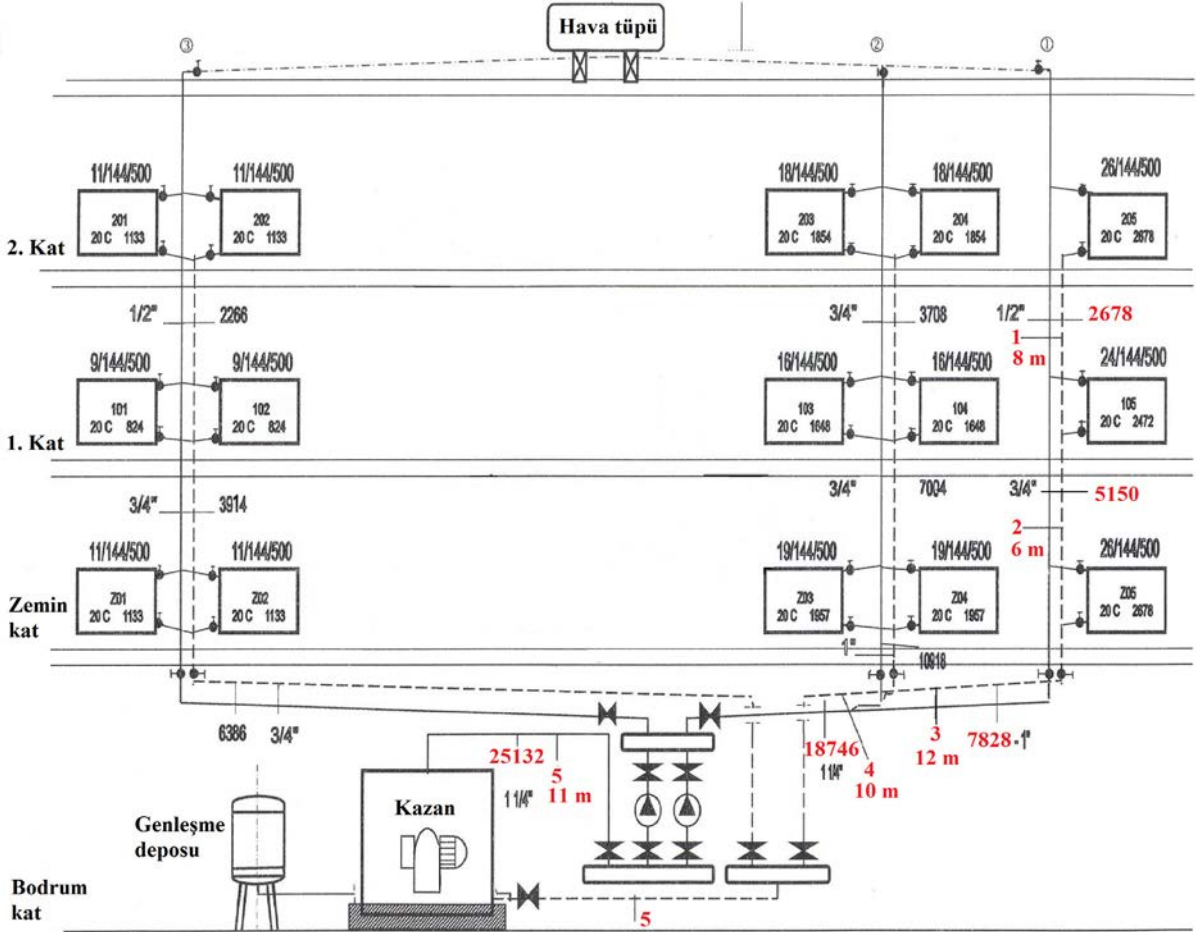 Hava tüpü
③
②
①
11/144/500
11/144/500
18/144/500
18/144/500
26/144/500
201
20 C 1133
202
20 C 1133
203
20 C 1854
204
20 C 1854
205
20 C 2678
2. Kat
1/2"
2266
3/4"
3708
1/2"
2678
1
8 m
9/144/500
9/144/500
16/144/500
16/144/500
24/144/500
101
20 C 824
102
20 C 824
103
20 C 1648
104
20 C 1648
105
20 C 2472
1. Kat
3/4"
3914
3/4"
7004
3/4"
5150
2
6 m
11/144/500
11/144/500
19/144/500
19/144/500
26/144/500
Z01
20 C 1133
Z02
20 C 1133
Z03
20 C 1957
Z04
20 C 1957
Z05
20 C 2678
Zemin
kat
1"
10918
6386
3/4"
25132
5
11 m
1 1/4"
18746
1 1/4"
4
10 m
3
12 m
7828-1"
Kazan
Genleşme
deposu
Bodrum
kat
5